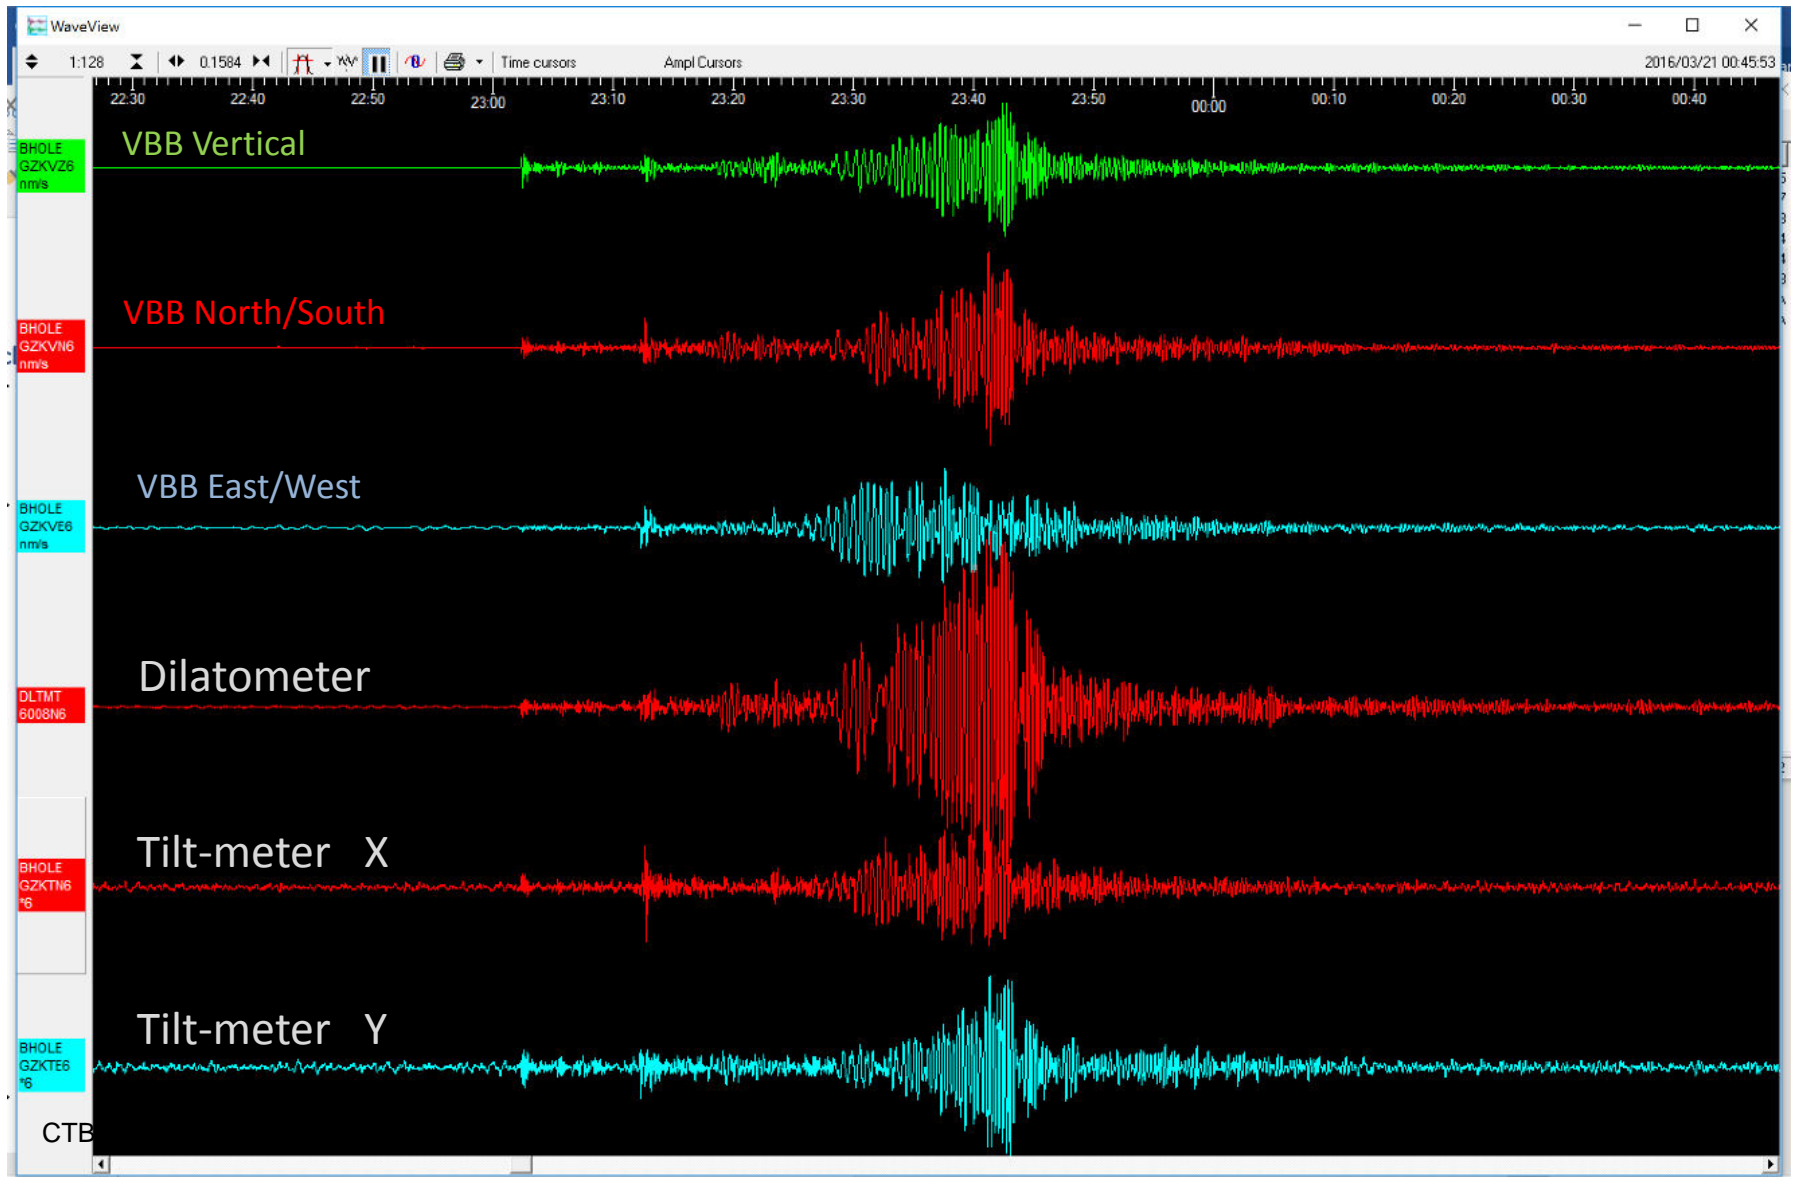 WaveView
1:128 0.1584 Time cursors Ampl Cursors 2016/03/21 00:45:53
22:30 22:40 22:50 23:00 23:10 23:20 23:30 23:40 23:50 00:00 00:10 00:20 00:30 00:40
VBB Vertical
BHOLE
GZKVZ6
nm/s
VBB North/South
BHOLE
GZKVN6
nm/s
VBB East/West
BHOLE
GZKVE6
nm/s
Dilatometer
DLTMT
6008N6
Tilt-meter X
BHOLE
GZKTN6
*6
Tilt-meter Y
BHOLE
GZKTE6
*6
CTB